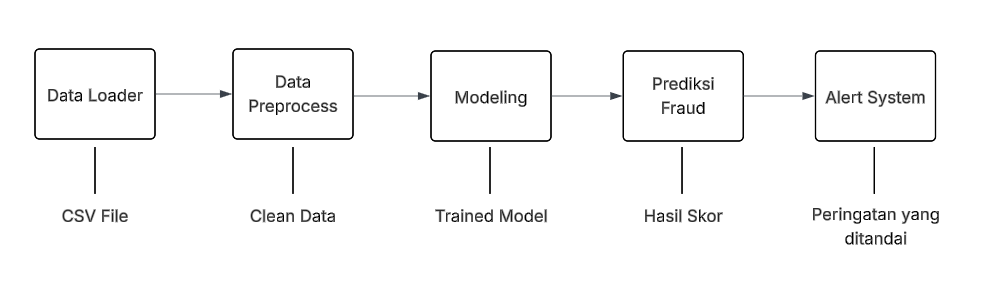 Data Loader
Data
Preprocess
Modeling
Prediksi
Fraud
Alert System
CSV File
Clean Data
Trained Model
Hasil Skor
Peringatan yang
ditandai